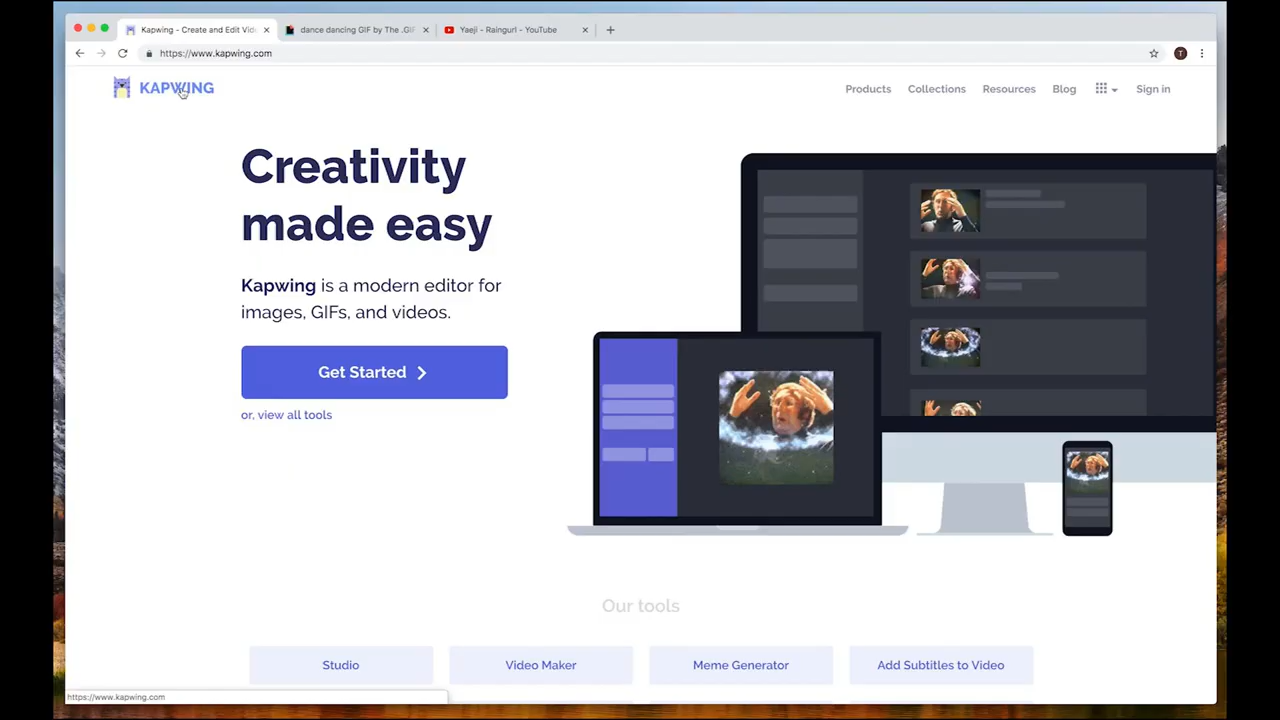 Kapwing - Create and Edit Vide
dance dancing GIF by The .GIF
Yaeji - Raingurl - YouTube
https://www.kapwing.com
T
KAPWING
Products
Collections
Resources
Blog
Sign in
Creativity
made easy
Kapwing is a modern editor for
images, GIFs, and videos.
Get Started
or, view all tools
Our tools
Studio
Video Maker
Meme Generator
Add Subtitles to Video
https://www.kapwing.com